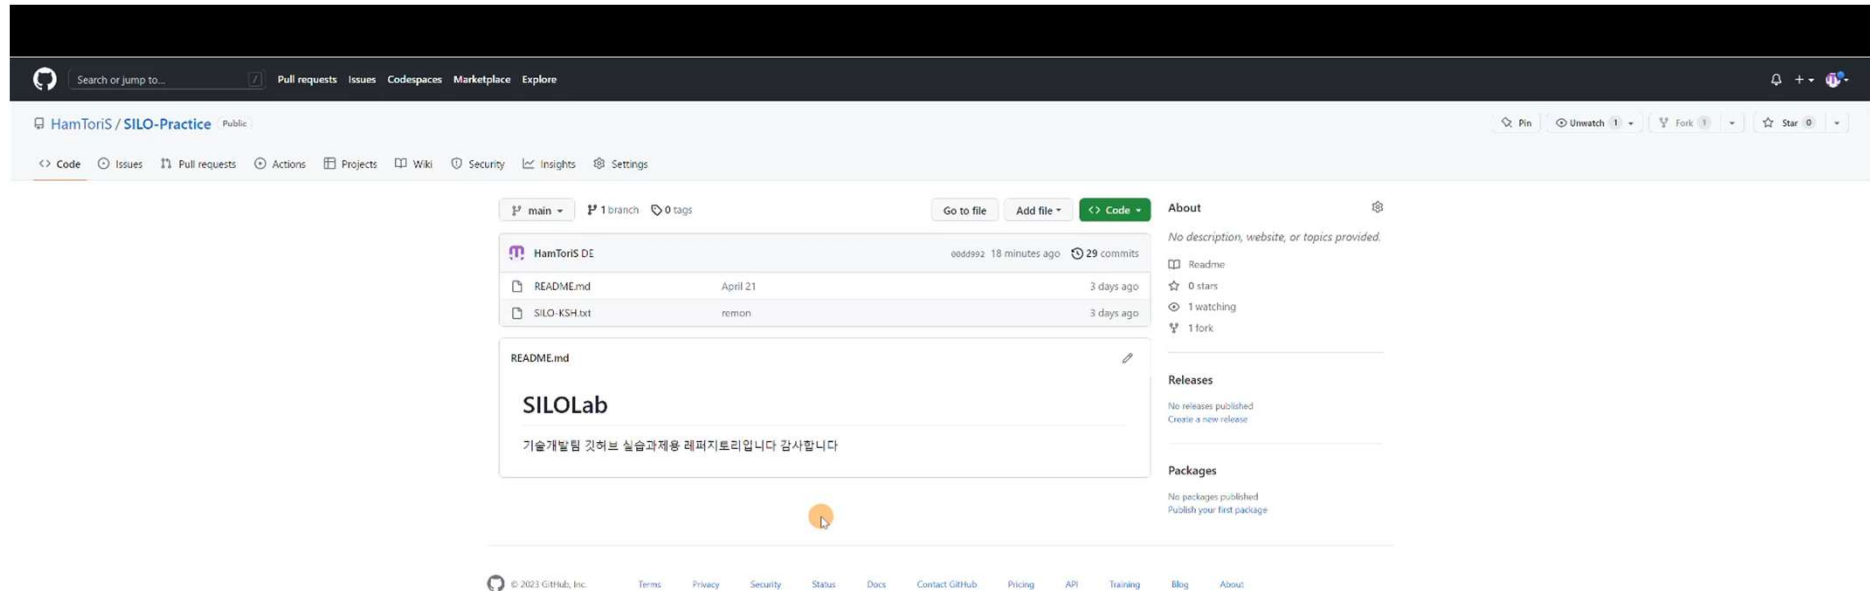 Search or jump to... / Pull requests Issues Codespaces Marketplace Explore
HamToriS / SILO-Practice Public Pin Unwatch 1 Fork 1 Star 0
Code Issues Pull requests Actions Projects Wiki Security Insights Settings
main 1 branch 0 tags Go to file Add file Code
HamToriS DE 0ddd992 18 minutes ago 29 commits
README.md April 21 3 days ago
SILO-KSH.txt remon 3 days ago
README.md
SILOLab
기술개발팀 깃허브 실습과제용 레퍼지토리입니다 감사합니다
About
No description, website, or topics provided.
Readme
0 stars
1 watching
1 fork
Releases
No releases published
Create a new release
Packages
No packages published
Publish your first package
© 2023 GitHub, Inc. Terms Privacy Security Status Docs Contact GitHub Pricing API Training Blog About